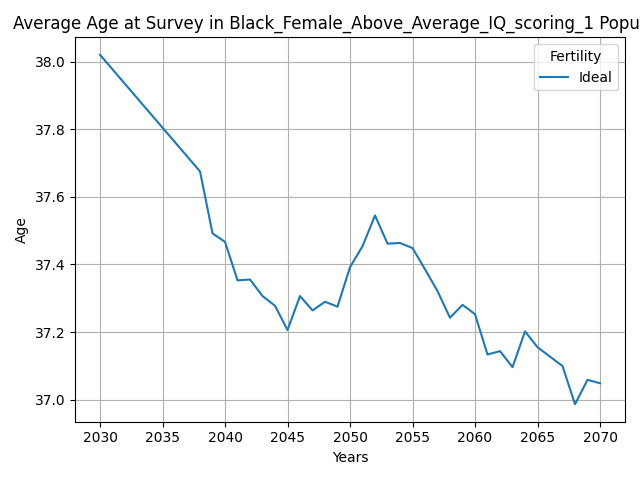 Average Age at Survey in Black_Female_Above_Average_IQ_scoring_1 Popu
Fertility
Ideal
38.0
37.8
37.6
37.4
37.2
37.0
Age
2030 2035 2040 2045 2050 2055 2060 2065 2070
Years